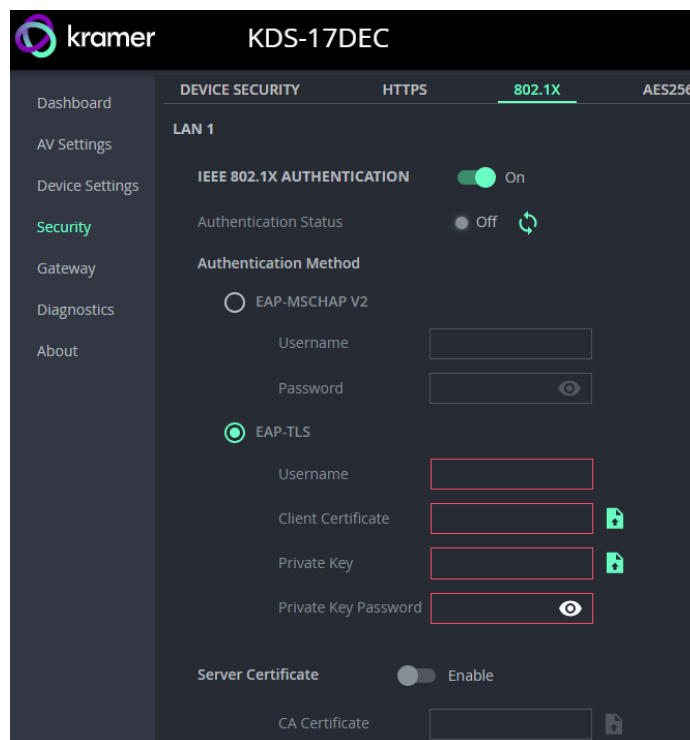 kramer KDS-17DEC
DEVICE SECURITY HTTPS 802.1X AES256
Dashboard
AV Settings
Device Settings
Security
Gateway
Diagnostics
About
LAN 1
IEEE 802.1X AUTHENTICATION On
Authentication Status Off
Authentication Method
EAP-MSCHAP V2
Username
Password
EAP-TLS
Username
Client Certificate
Private Key
Private Key Password
Server Certificate Enable
CA Certificate